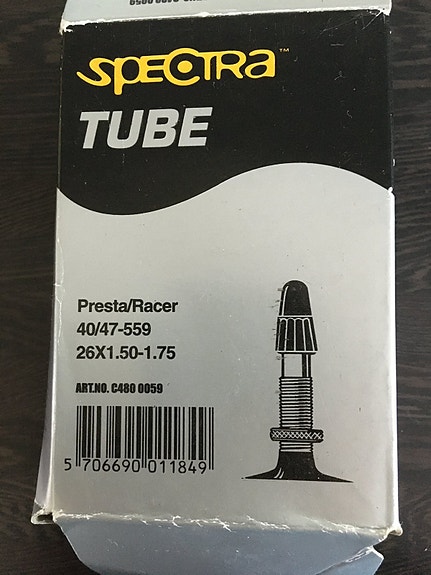 SPECTRA™
TUBE
Presta/Racer
40/47-559
26X1.50-1.75
ART.NO. C480 0059
5 706690 011849